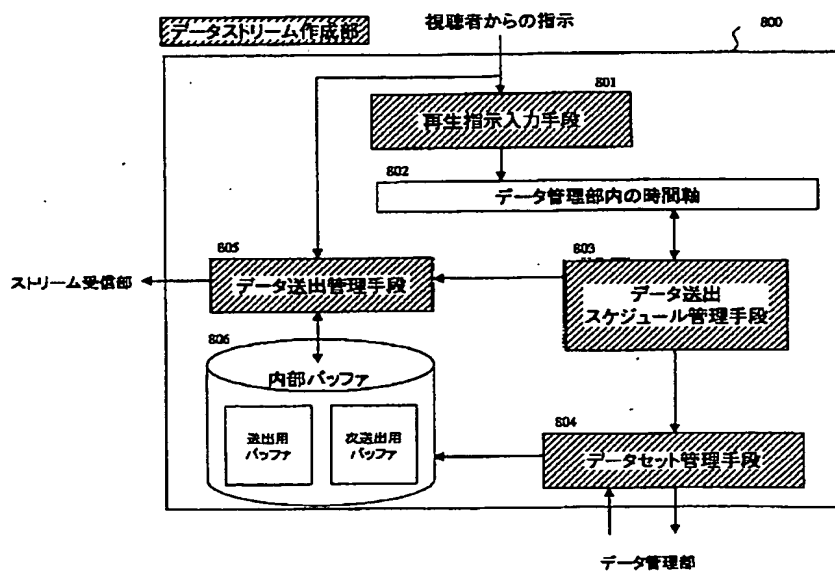 視聴者からの指示
800
データストリーム作成部
801
再生指示入力手段
802
データ管理部内の時間軸
805
803
ストリーム受信部
データ送出管理手段
データ送出
スケジュール管理手段
806
内部バッファ
送出用
バッファ
次送出用
バッファ
804
データセット管理手段
データ管理部